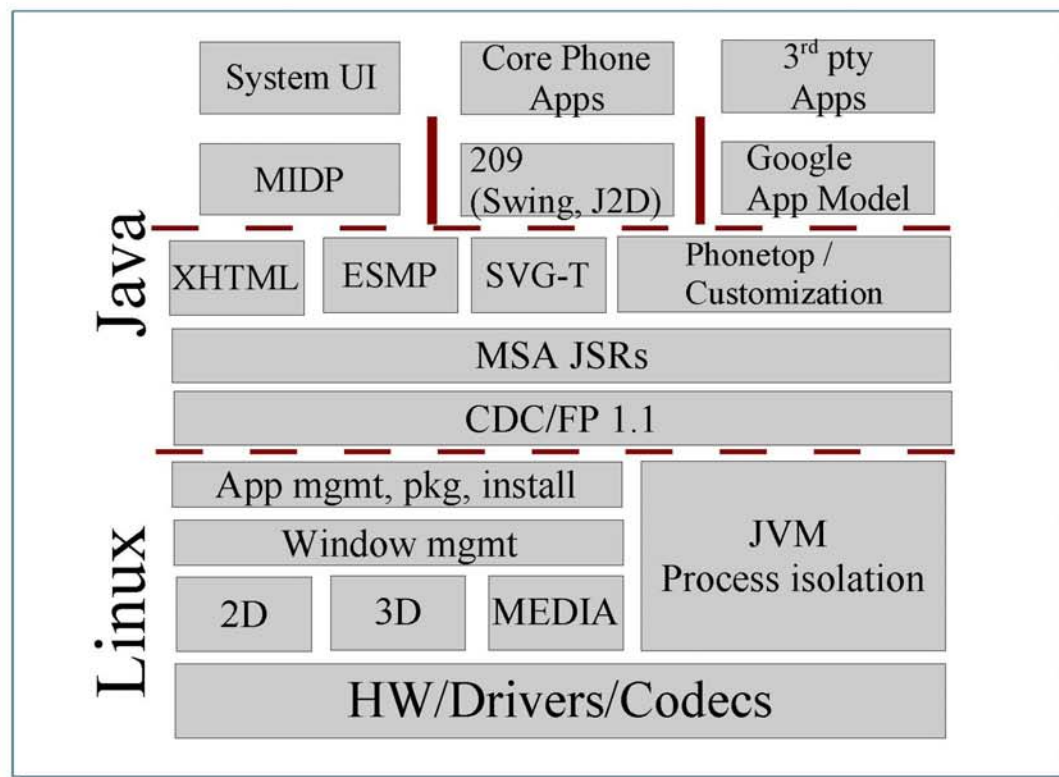 System UI
Core Phone
Apps
3rd pty
Apps
MIDP
209
(Swing, J2D)
Google
App Model
Java
XHTML
ESMP
SVG-T
Phonetop /
Customization
MSA JSRs
CDC/FP 1.1
Linux
App mgmt, pkg, install
Window mgmt
JVM
Process isolation
2D
3D
MEDIA
HW/Drivers/Codecs